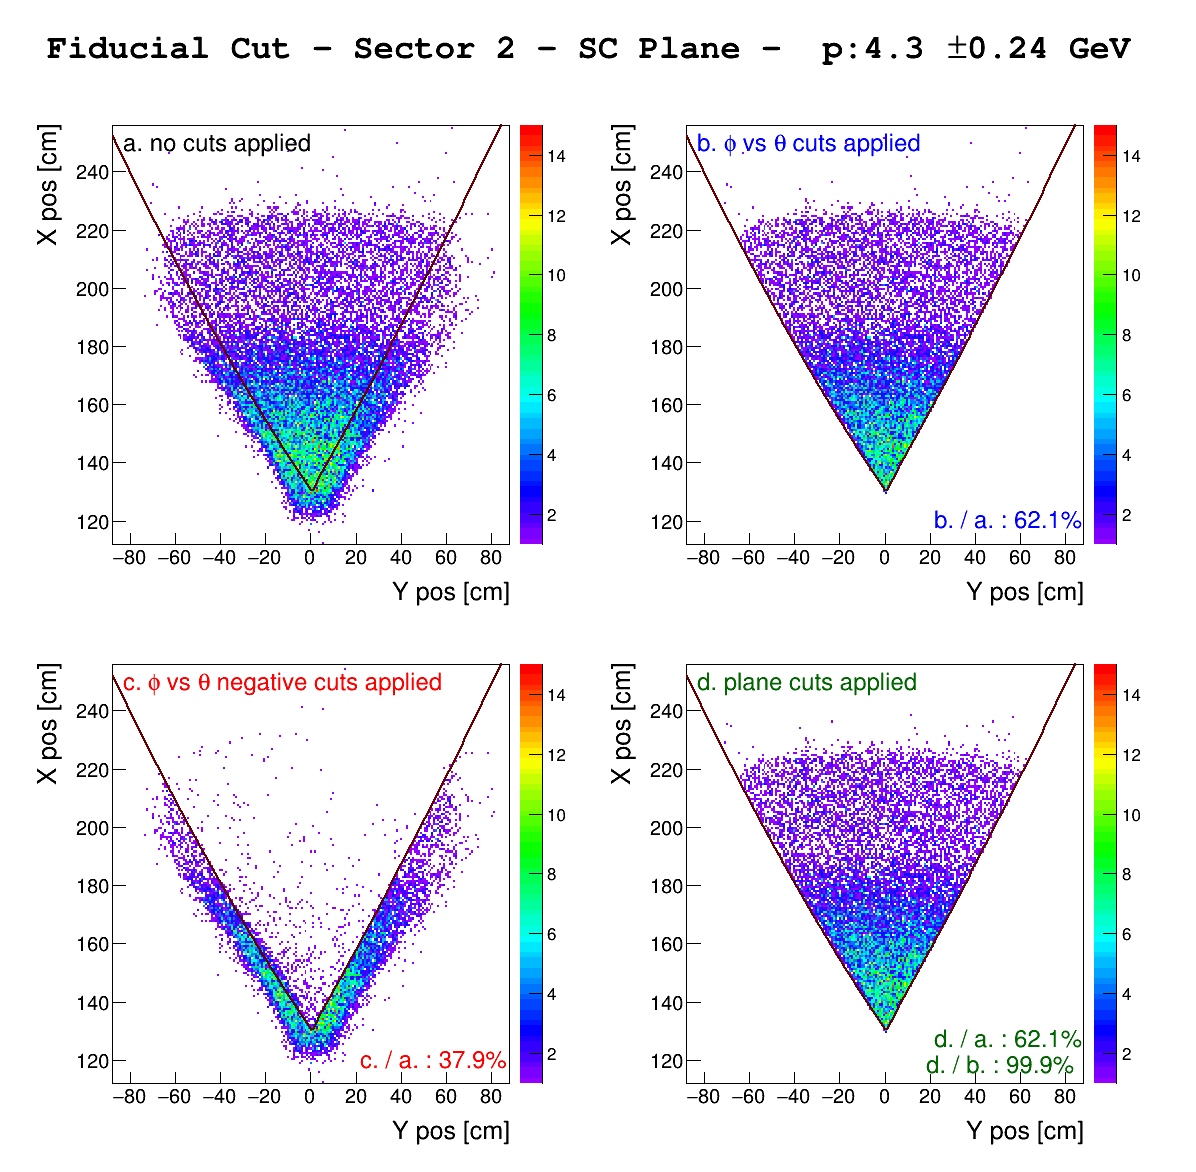 Fiducial Cut - Sector 2 - SC Plane -  p:4.3 ±0.24 GeV
a. no cuts applied
X pos [cm]
240
220
200
180
160
140
120
−80 −60 −40 −20 0 20 40 60 80
Y pos [cm]
14
12
10
8
6
4
2
b. ϕ vs θ cuts applied
X pos [cm]
240
220
200
180
160
140
120
b. / a. : 62.1%
−80 −60 −40 −20 0 20 40 60 80
Y pos [cm]
14
12
10
8
6
4
2
c. ϕ vs θ negative cuts applied
X pos [cm]
240
220
200
180
160
140
120
c. / a. : 37.9%
−80 −60 −40 −20 0 20 40 60 80
Y pos [cm]
14
12
10
8
6
4
2
d. plane cuts applied
X pos [cm]
240
220
200
180
160
140
120
d. / a. : 62.1%
d. / b. : 99.9%
−80 −60 −40 −20 0 20 40 60 80
Y pos [cm]
14
12
10
8
6
4
2